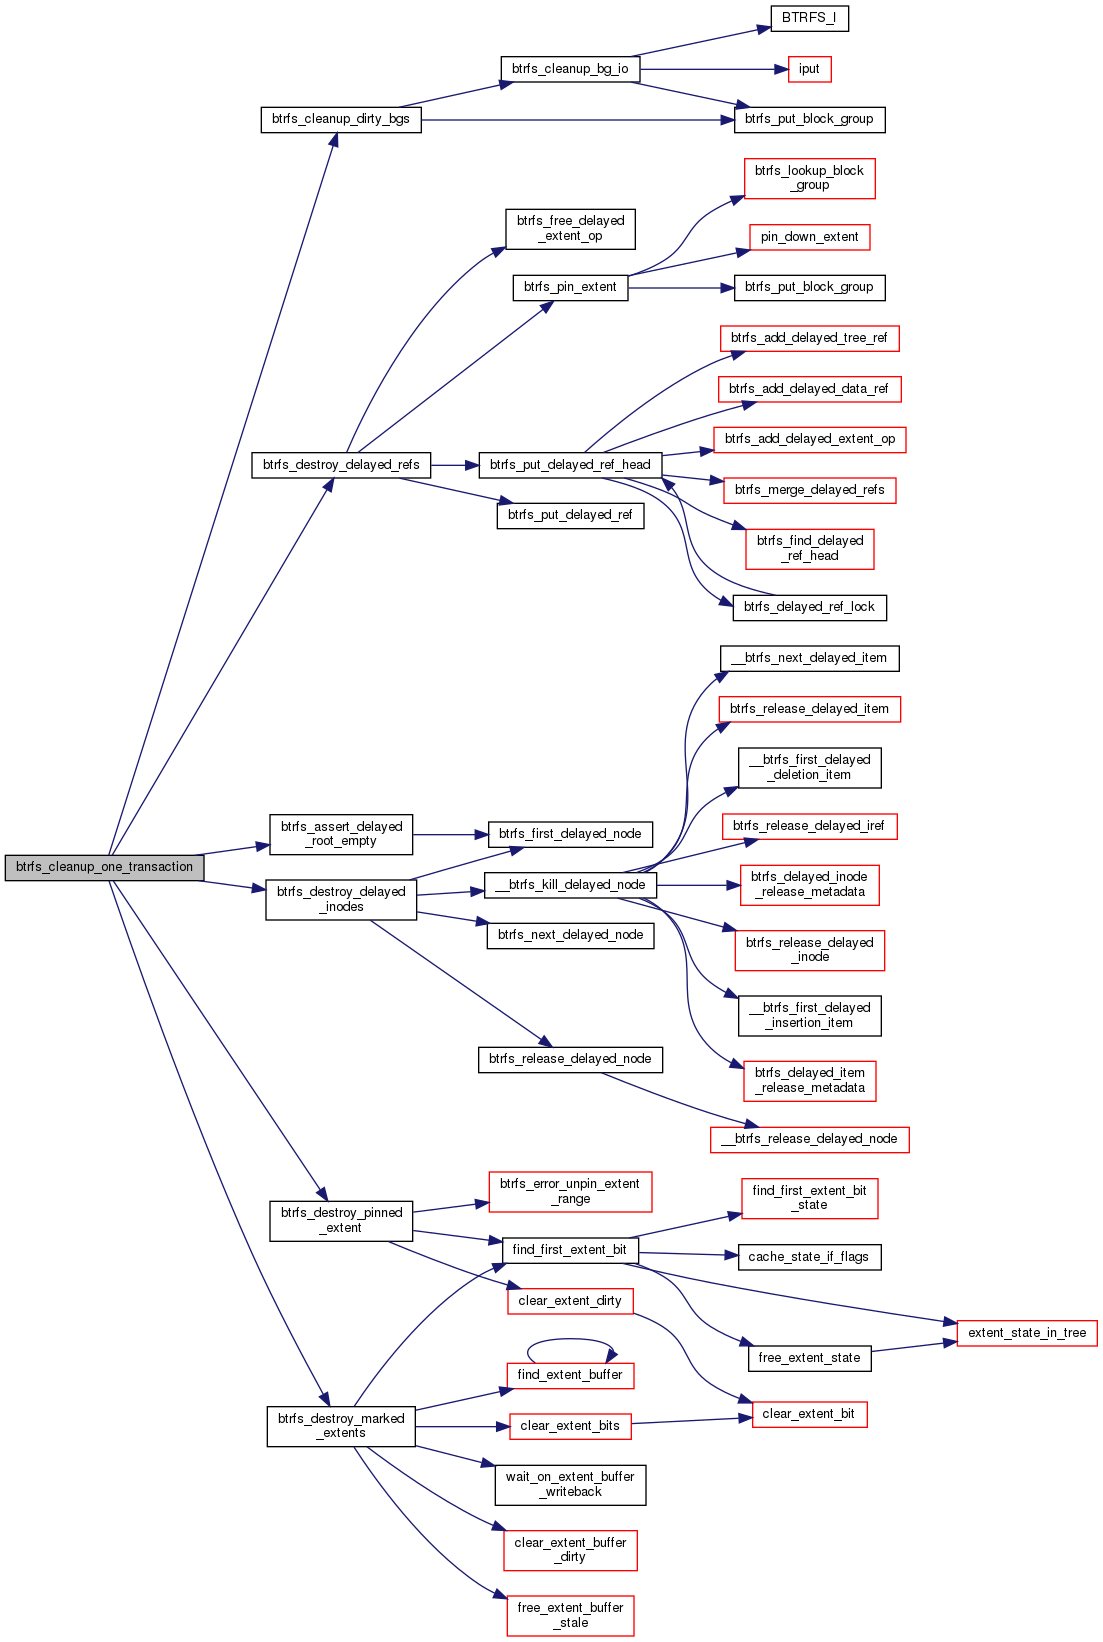 BTRFS_I
btrfs_cleanup_bg_io
iput
btrfs_cleanup_dirty_bgs
btrfs_put_block_group
btrfs_lookup_block
_group
btrfs_free_delayed
_extent_op
pin_down_extent
btrfs_pin_extent
btrfs_put_block_group
btrfs_add_delayed_tree_ref
btrfs_add_delayed_data_ref
btrfs_add_delayed_extent_op
btrfs_destroy_delayed_refs
btrfs_put_delayed_ref_head
btrfs_merge_delayed_refs
btrfs_put_delayed_ref
btrfs_find_delayed
_ref_head
btrfs_delayed_ref_lock
__btrfs_next_delayed_item
btrfs_release_delayed_item
__btrfs_first_delayed
_deletion_item
btrfs_assert_delayed
_root_empty
btrfs_first_delayed_node
btrfs_release_delayed_iref
btrfs_cleanup_one_transaction
btrfs_destroy_delayed
_inodes
__btrfs_kill_delayed_node
btrfs_delayed_inode
_release_metadata
btrfs_next_delayed_node
btrfs_release_delayed
_inode
__btrfs_first_delayed
_insertion_item
btrfs_release_delayed_node
btrfs_delayed_item
_release_metadata
__btrfs_release_delayed_node
btrfs_error_unpin_extent
_range
find_first_extent_bit
_state
btrfs_destroy_pinned
_extent
find_first_extent_bit
cache_state_if_flags
clear_extent_dirty
extent_state_in_tree
free_extent_state
find_extent_buffer
clear_extent_bit
btrfs_destroy_marked
_extents
clear_extent_bits
wait_on_extent_buffer
_writeback
clear_extent_buffer
_dirty
free_extent_buffer
_stale